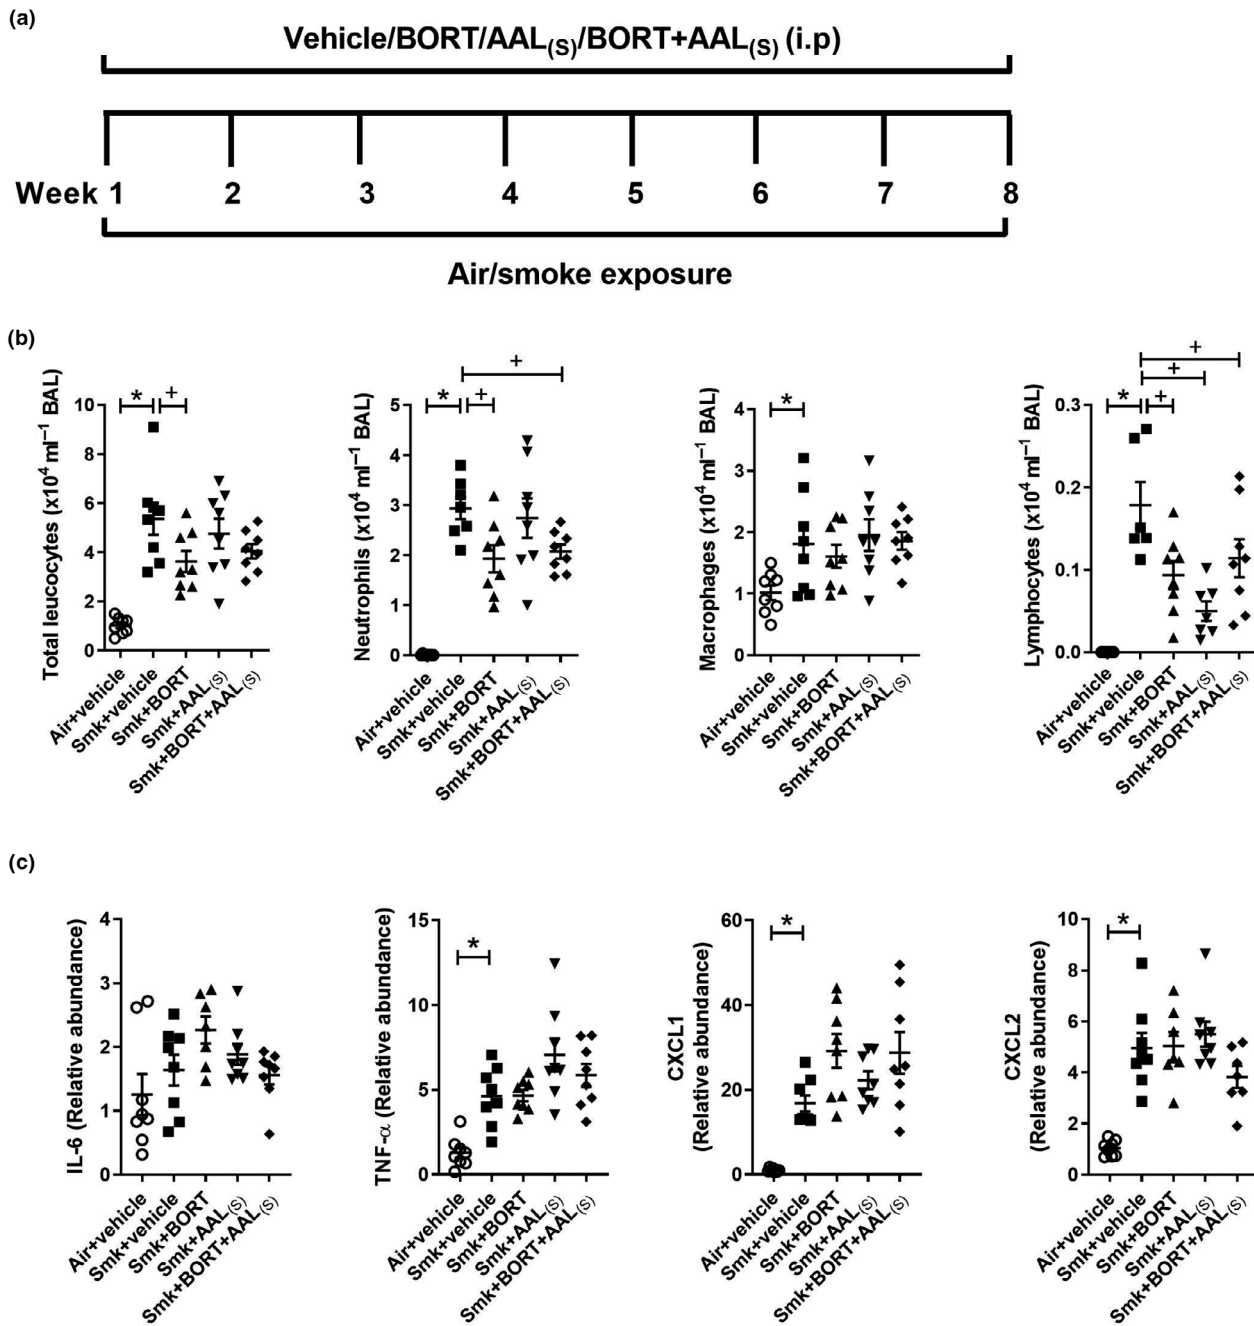 (a)
Vehicle/BORT/AAL(S)/BORT+AAL(S) (i.p)
Week 1 2 3 4 5 6 7 8
Air/smoke exposure
(b)
Total leucocytes (x10⁴ ml⁻¹ BAL)
10
8
6
4
2
0
*
+
Air+vehicle
Smk+vehicle
Smk+BORT
Smk+AAL(S)
Smk+BORT+AAL(S)
Neutrophils (x10⁴ ml⁻¹ BAL)
5
4
3
2
1
0
*
+
+
Air+vehicle
Smk+vehicle
Smk+BORT
Smk+AAL(S)
Smk+BORT+AAL(S)
Macrophages (x10⁴ ml⁻¹ BAL)
4
3
2
1
0
*
Air+vehicle
Smk+vehicle
Smk+BORT
Smk+AAL(S)
Smk+BORT+AAL(S)
Lymphocytes (x10⁴ ml⁻¹ BAL)
0.3
0.2
0.1
0.0
*
+
+
+
Air+vehicle
Smk+vehicle
Smk+BORT
Smk+AAL(S)
Smk+BORT+AAL(S)
(c)
IL-6 (Relative abundance)
4
3
2
1
0
Air+vehicle
Smk+vehicle
Smk+BORT
Smk+AAL(S)
Smk+BORT+AAL(S)
TNF-α (Relative abundance)
15
10
5
0
*
Air+vehicle
Smk+vehicle
Smk+BORT
Smk+AAL(S)
Smk+BORT+AAL(S)
CXCL1
(Relative abundance)
60
40
20
0
*
Air+vehicle
Smk+vehicle
Smk+BORT
Smk+AAL(S)
Smk+BORT+AAL(S)
CXCL2
(Relative abundance)
10
8
6
4
2
0
*
Air+vehicle
Smk+vehicle
Smk+BORT
Smk+AAL(S)
Smk+BORT+AAL(S)